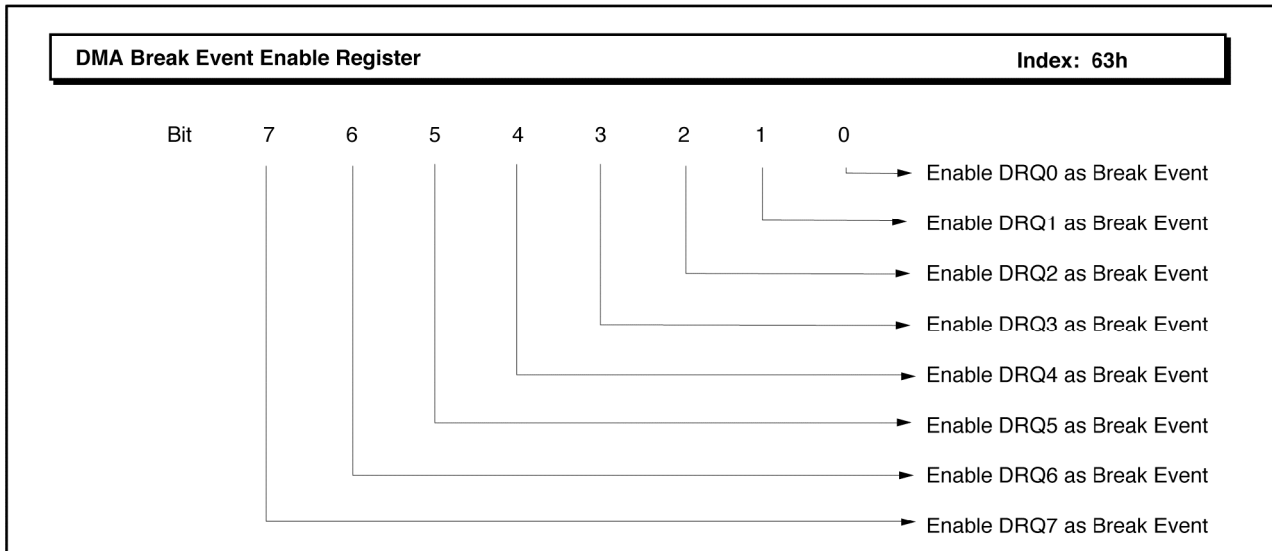 DMA Break Event Enable Register Index: 63h
Bit 7 6 5 4 3 2 1 0
Enable DRQ0 as Break Event
Enable DRQ1 as Break Event
Enable DRQ2 as Break Event
Enable DRQ3 as Break Event
Enable DRQ4 as Break Event
Enable DRQ5 as Break Event
Enable DRQ6 as Break Event
Enable DRQ7 as Break Event